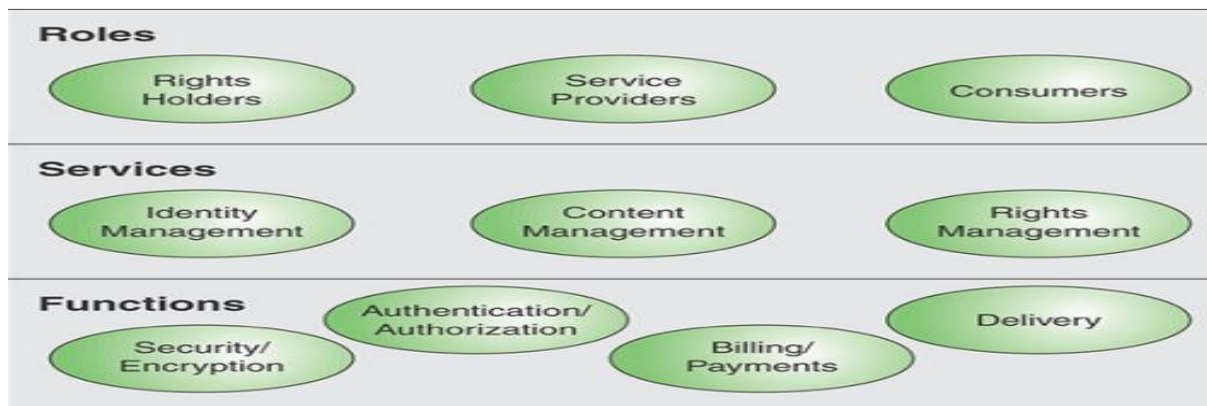 Roles
Rights
Holders
Service
Providers
Consumers
Services
Identity
Management
Content
Management
Rights
Management
Functions
Security/
Encryption
Authentication/
Authorization
Billing/
Payments
Delivery